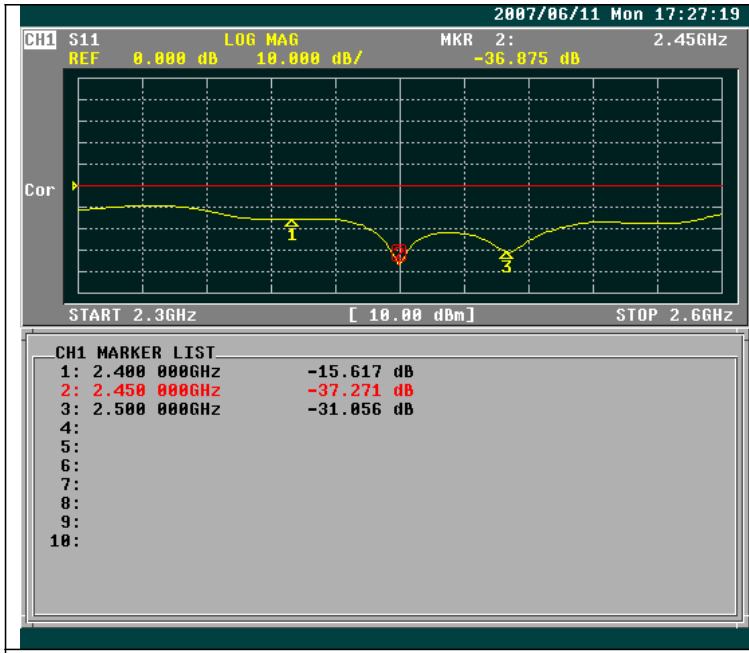 2007/06/11 Mon 17:27:19
CH1 S11 LOG MAG MKR 2: 2.45GHz
REF 0.000 dB 10.000 dB/ -36.875 dB
Cor
1
2
3
START 2.3GHz [ 10.00 dBm] STOP 2.6GHz
CH1 MARKER LIST
1: 2.400 000GHz -15.617 dB
2: 2.450 000GHz -37.271 dB
3: 2.500 000GHz -31.056 dB
4:
5:
6:
7:
8:
9:
10: